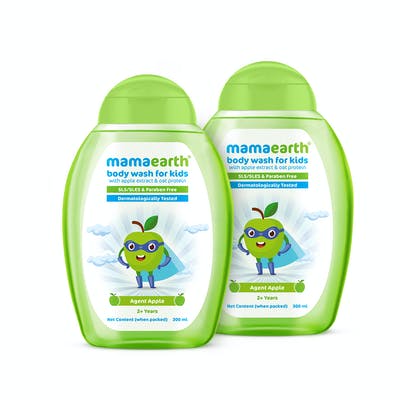 mamaearth®
body wash for kids
with apple extract & oat protein
SLS/SLES & Paraben Free
Dermatologically Tested
Agent Apple
2+ Years
Net Content (when packed) 300 ml
mamaearth®
body wash for kids
with apple extract & oat protein
SLS/SLES & Paraben Free
Dermatologically Tested
Agent Apple
2+ Years
Net Content (when packed) 300 ml